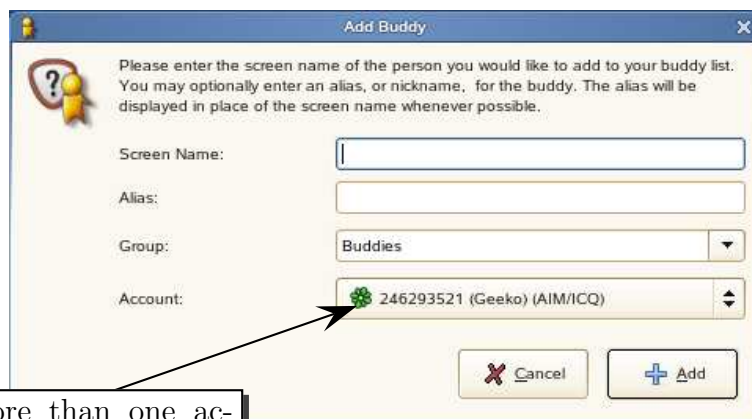 Add Buddy
Please enter the screen name of the person you would like to add to your buddy list.
You may optionally enter an alias, or nickname, for the buddy. The alias will be
displayed in place of the screen name whenever possible.
Screen Name:
Alias:
Group: Buddies
Account: 246293521 (Geeko) (AIM/ICQ)
Cancel Add
than one ac-